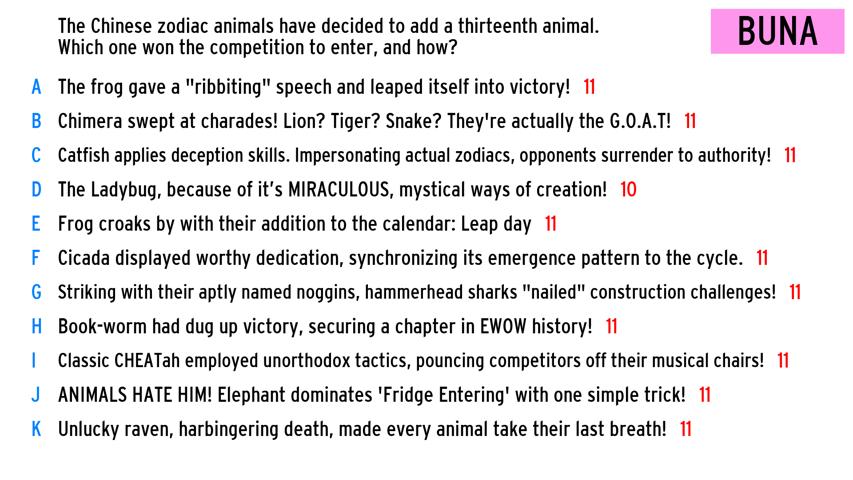 The Chinese zodiac animals have decided to add a thirteenth animal.
Which one won the competition to enter, and how?
BUNA
A The frog gave a "ribbiting" speech and leaped itself into victory! 11
B Chimera swept at charades! Lion? Tiger? Snake? They're actually the G.O.A.T! 11
C Catfish applies deception skills. Impersonating actual zodiacs, opponents surrender to authority! 11
D The Ladybug, because of it’s MIRACULOUS, mystical ways of creation! 10
E Frog croaks by with their addition to the calendar: Leap day 11
F Cicada displayed worthy dedication, synchronizing its emergence pattern to the cycle. 11
G Striking with their aptly named noggins, hammerhead sharks "nailed" construction challenges! 11
H Book-worm had dug up victory, securing a chapter in EWOW history! 11
I Classic CHEATah employed unorthodox tactics, pouncing competitors off their musical chairs! 11
J ANIMALS HATE HIM! Elephant dominates 'Fridge Entering' with one simple trick! 11
K Unlucky raven, harbingering death, made every animal take their last breath! 11